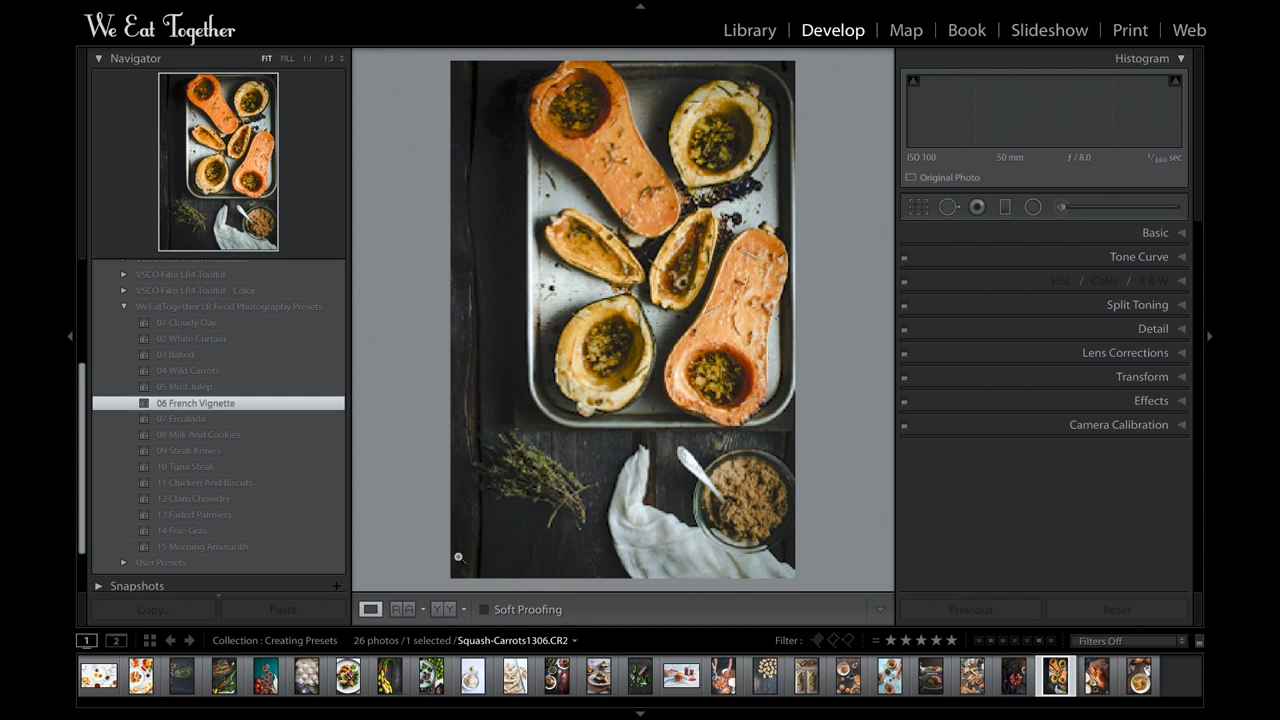 We Eat Together
Library | Develop | Map | Book | Slideshow | Print | Web
Navigator FIT FILL 1:1 1:3
Histogram
ISO 100 50 mm ƒ / 8.0 1/160 sec
Original Photo
Basic
Tone Curve
HSL / Color / B & W
Split Toning
Detail
Lens Corrections
Transform
Effects
Camera Calibration
VSCO Film LR4 Toolkit
VSCO Film LR4 Toolkit - Color
WeEatTogether LR Food Photography Presets
01 Cloudy Day
02 White Curtain
03 Baked
04 Wild Carrots
05 Mint Julep
06 French Vignette
07 Ensalada
08 Milk And Cookies
09 Steak Knives
10 Tuna Steak
11 Chicken And Biscuts
12 Clam Chowder
13 Faded Palmiers
14 Foie Gras
15 Morning Ameranth
User Presets
Snapshots +
Copy... Paste
R A Y Y Soft Proofing
Previous Reset
1 2 Collection : Creating Presets 26 photos / 1 selected / Squash-Carrots1306.CR2 Filter : Filters Off